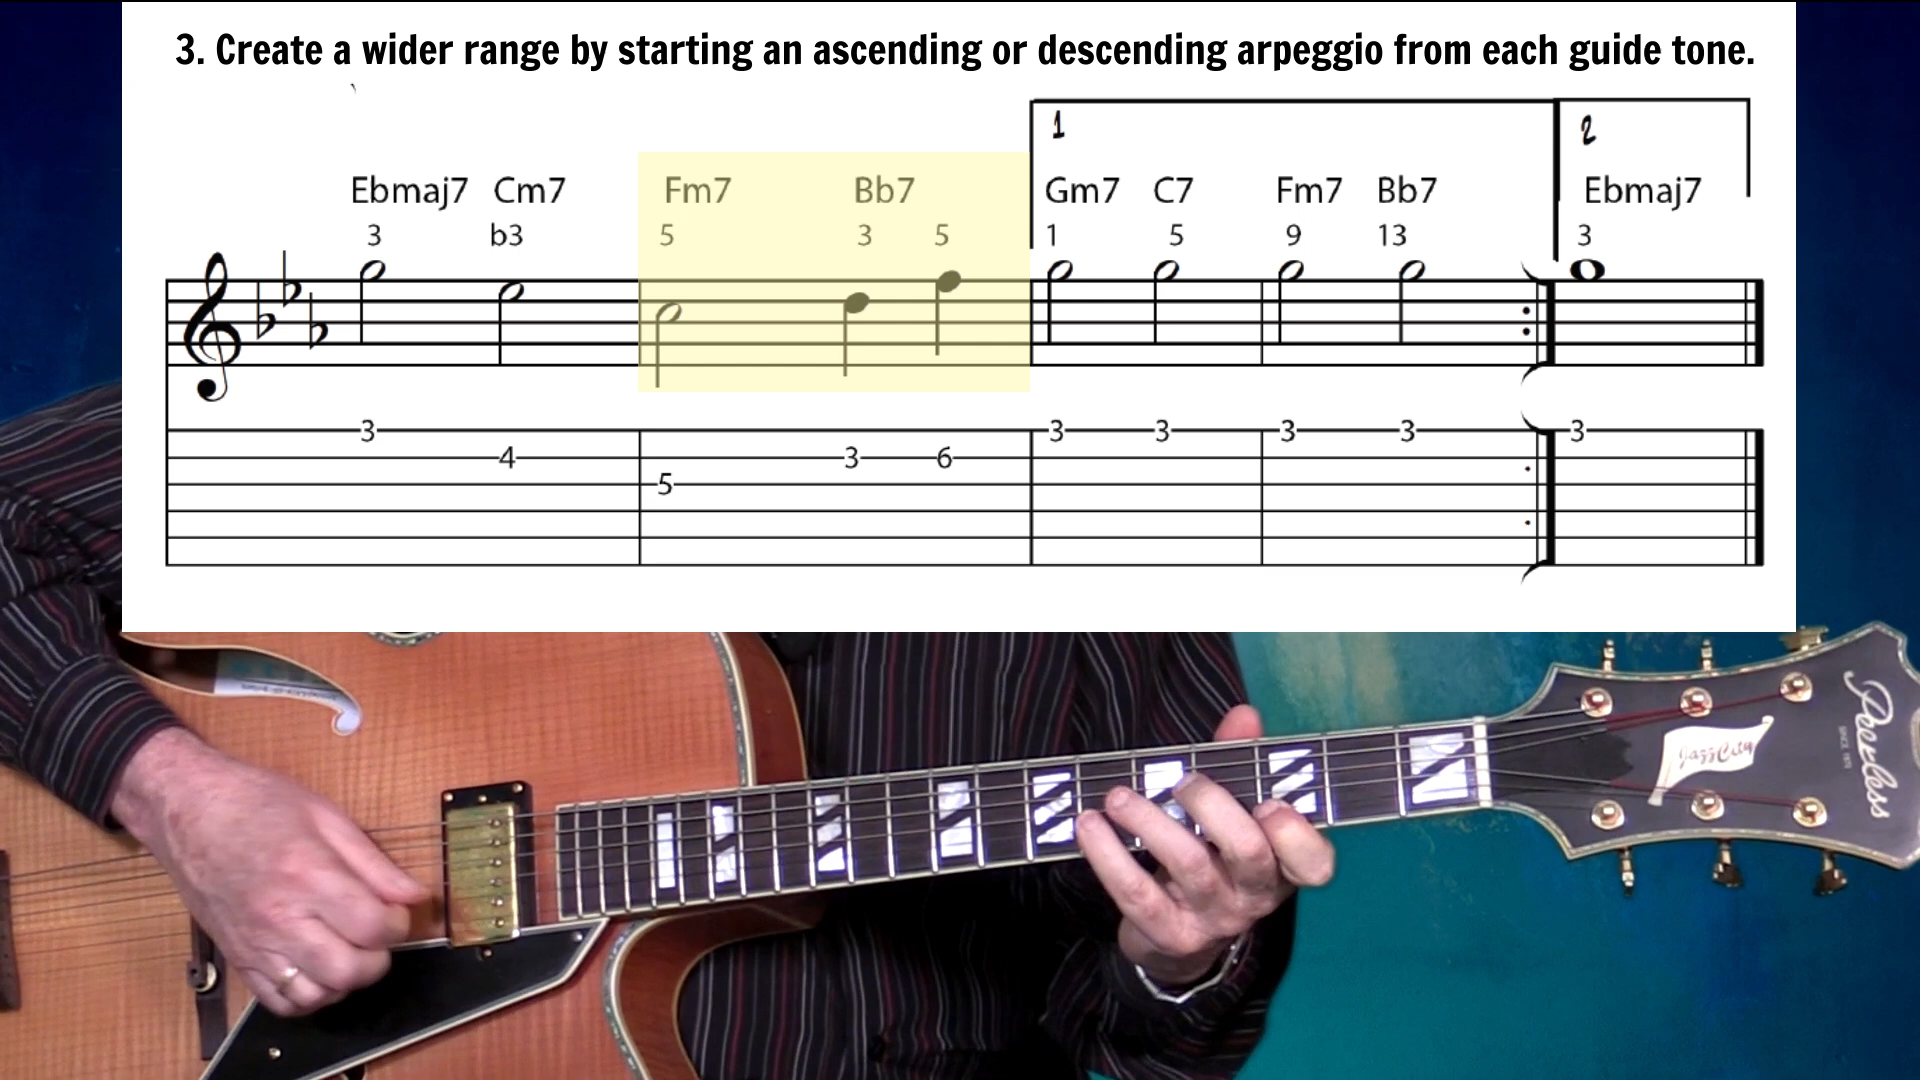 3. Create a wider range by starting an ascending or descending arpeggio from each guide tone.
1 2
Ebmaj7 Cm7 Fm7 Bb7 Gm7 C7 Fm7 Bb7 Ebmaj7
3 b3 5 3 5 1 5 9 13 3
3 3 3 3 3 3
4 3 6
5
Peerless
Jazz City